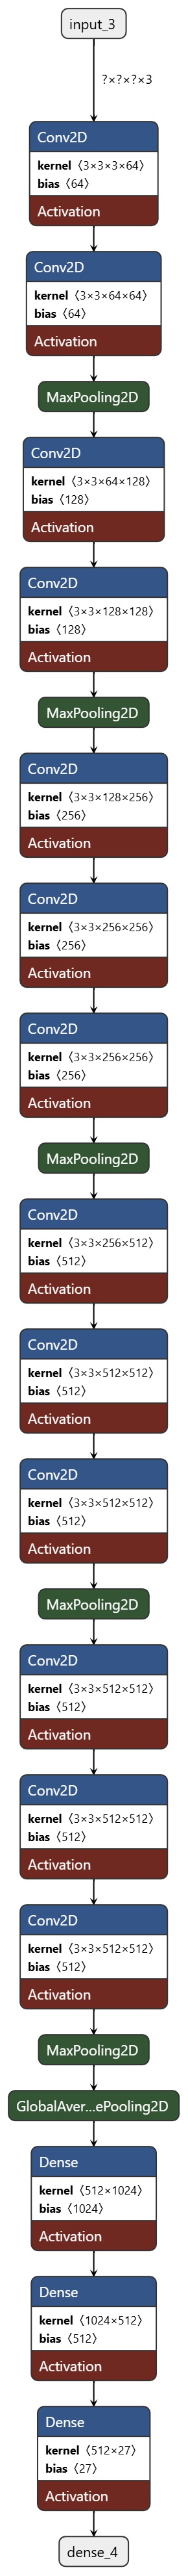 input_3
?×?×?×3
Conv2D
kernel ⟨3×3×3×64⟩
bias ⟨64⟩
Activation
Conv2D
kernel ⟨3×3×64×64⟩
bias ⟨64⟩
Activation
MaxPooling2D
Conv2D
kernel ⟨3×3×64×128⟩
bias ⟨128⟩
Activation
Conv2D
kernel ⟨3×3×128×128⟩
bias ⟨128⟩
Activation
MaxPooling2D
Conv2D
kernel ⟨3×3×128×256⟩
bias ⟨256⟩
Activation
Conv2D
kernel ⟨3×3×256×256⟩
bias ⟨256⟩
Activation
Conv2D
kernel ⟨3×3×256×256⟩
bias ⟨256⟩
Activation
MaxPooling2D
Conv2D
kernel ⟨3×3×256×512⟩
bias ⟨512⟩
Activation
Conv2D
kernel ⟨3×3×512×512⟩
bias ⟨512⟩
Activation
Conv2D
kernel ⟨3×3×512×512⟩
bias ⟨512⟩
Activation
MaxPooling2D
Conv2D
kernel ⟨3×3×512×512⟩
bias ⟨512⟩
Activation
Conv2D
kernel ⟨3×3×512×512⟩
bias ⟨512⟩
Activation
Conv2D
kernel ⟨3×3×512×512⟩
bias ⟨512⟩
Activation
MaxPooling2D
GlobalAver…ePooling2D
Dense
kernel ⟨512×1024⟩
bias ⟨1024⟩
Activation
Dense
kernel ⟨1024×512⟩
bias ⟨512⟩
Activation
Dense
kernel ⟨512×27⟩
bias ⟨27⟩
Activation
dense_4